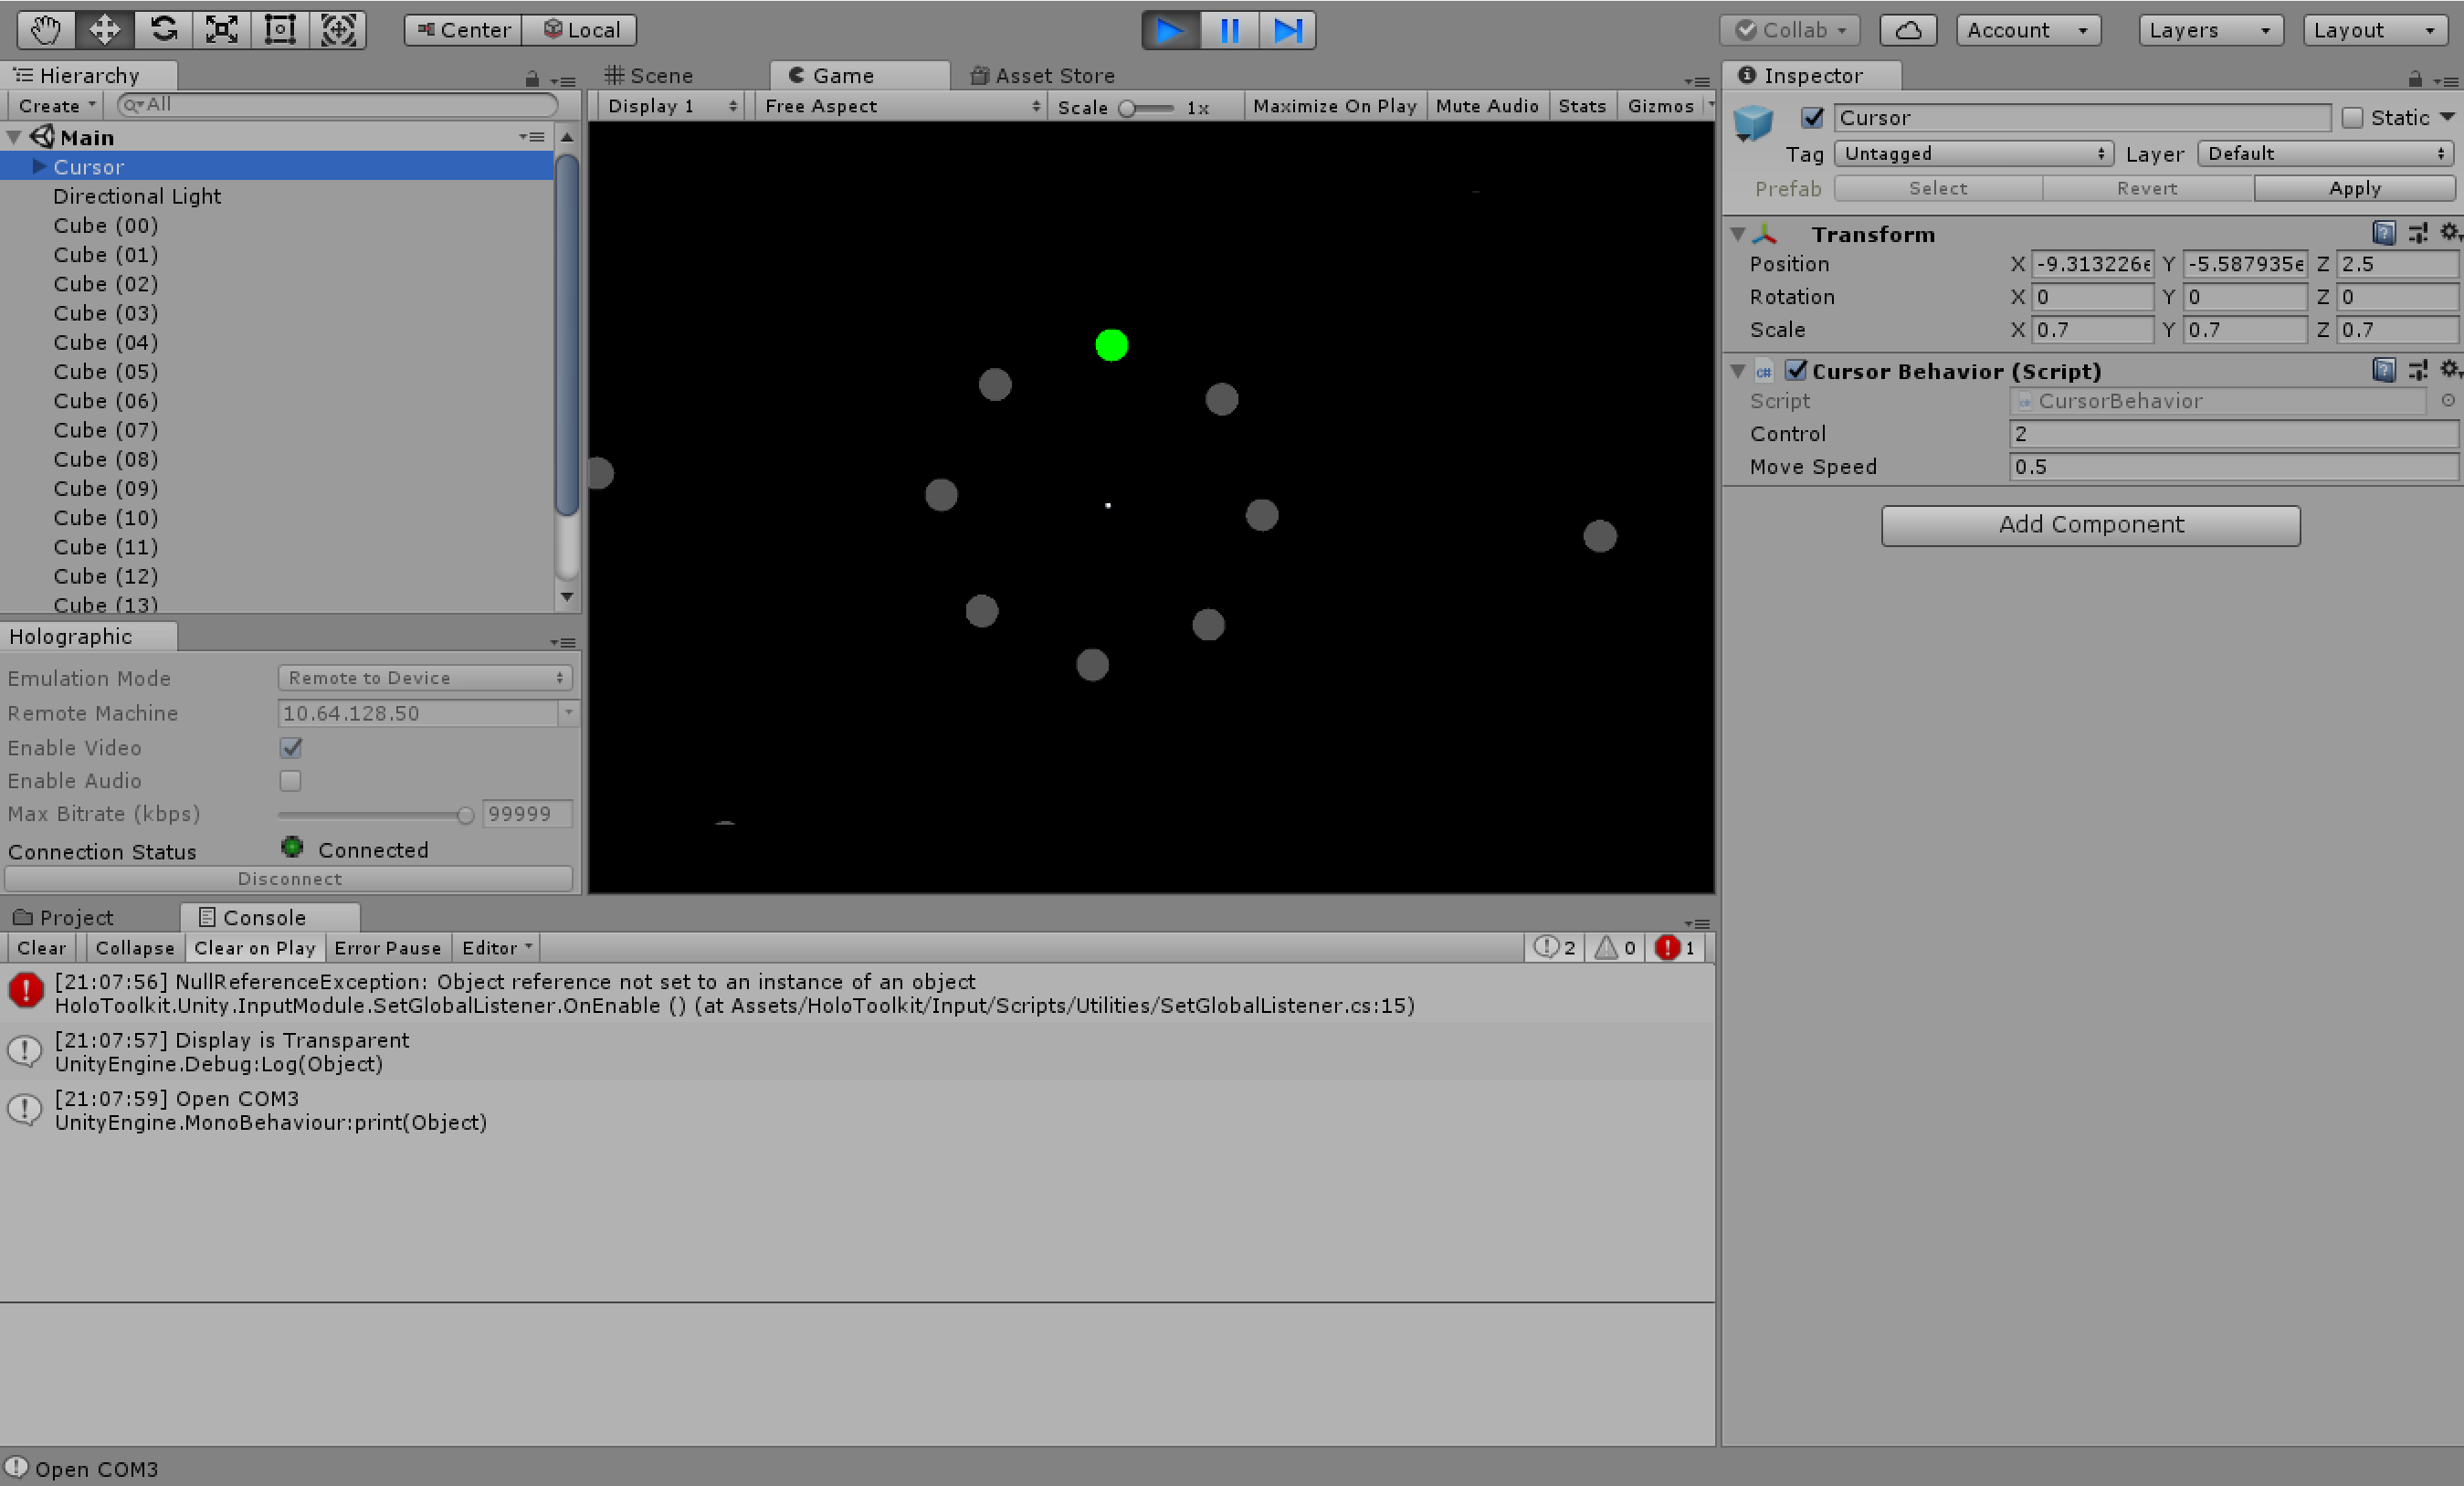 Center Local Collab Account Layers Layout
Hierarchy
Create All
Main
Cursor
Directional Light
Cube (00)
Cube (01)
Cube (02)
Cube (03)
Cube (04)
Cube (05)
Cube (06)
Cube (07)
Cube (08)
Cube (09)
Cube (10)
Cube (11)
Cube (12)
Cube (13)
Holographic
Emulation Mode Remote to Device
Remote Machine 10.64.128.50
Enable Video
Enable Audio
Max Bitrate (kbps) 99999
Connection Status Connected
Disconnect
Scene Game Asset Store
Display 1 Free Aspect Scale 1x Maximize On Play Mute Audio Stats Gizmos
Project Console
Clear Collapse Clear on Play Error Pause Editor 2 0 1
[21:07:56] NullReferenceException: Object reference not set to an instance of an object
HoloToolkit.Unity.InputModule.SetGlobalListener.OnEnable () (at Assets/HoloToolkit/Input/Scripts/Utilities/SetGlobalListener.cs:15)
[21:07:57] Display is Transparent
UnityEngine.Debug:Log(Object)
[21:07:59] Open COM3
UnityEngine.MonoBehaviour:print(Object)
Open COM3
Inspector
Cursor Static
Tag Untagged Layer Default
Prefab Select Revert Apply
Transform
Position X -9.313226e Y -5.587935e Z 2.5
Rotation X 0 Y 0 Z 0
Scale X 0.7 Y 0.7 Z 0.7
c# Cursor Behavior (Script)
Script CursorBehavior
Control 2
Move Speed 0.5
Add Component